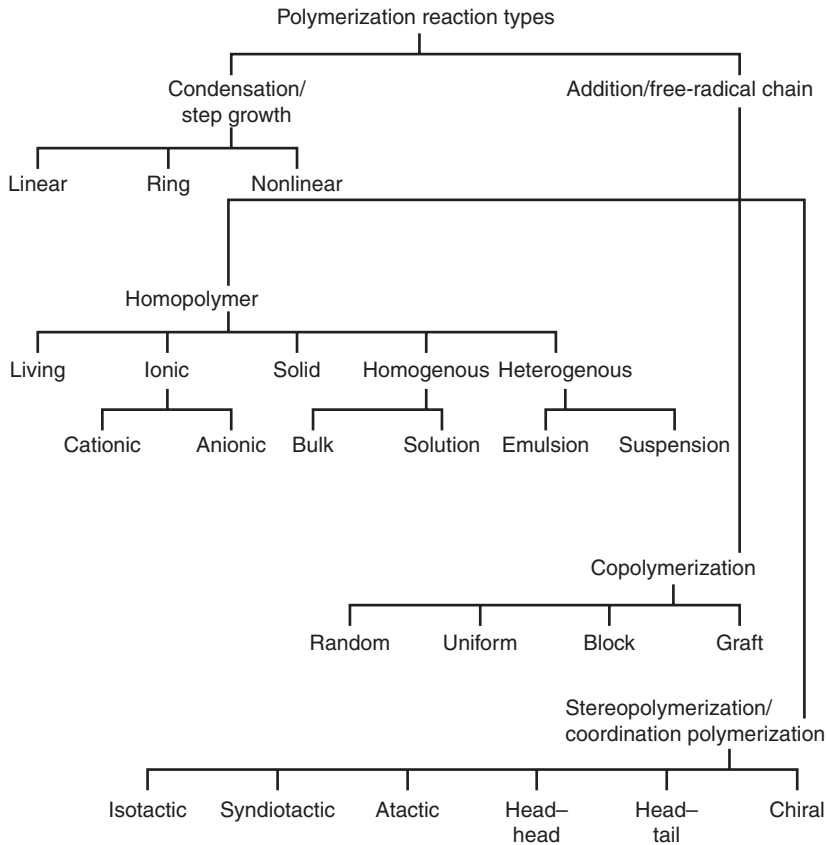 Polymerization reaction types
Condensation/
step growth
Addition/free-radical chain
Linear
Ring
Nonlinear
Homopolymer
Living
Ionic
Solid
Homogenous
Heterogenous
Cationic
Anionic
Bulk
Solution
Emulsion
Suspension
Copolymerization
Random
Uniform
Block
Graft
Stereopolymerization/
coordination polymerization
Isotactic
Syndiotactic
Atactic
Head–
head
Head–
tail
Chiral